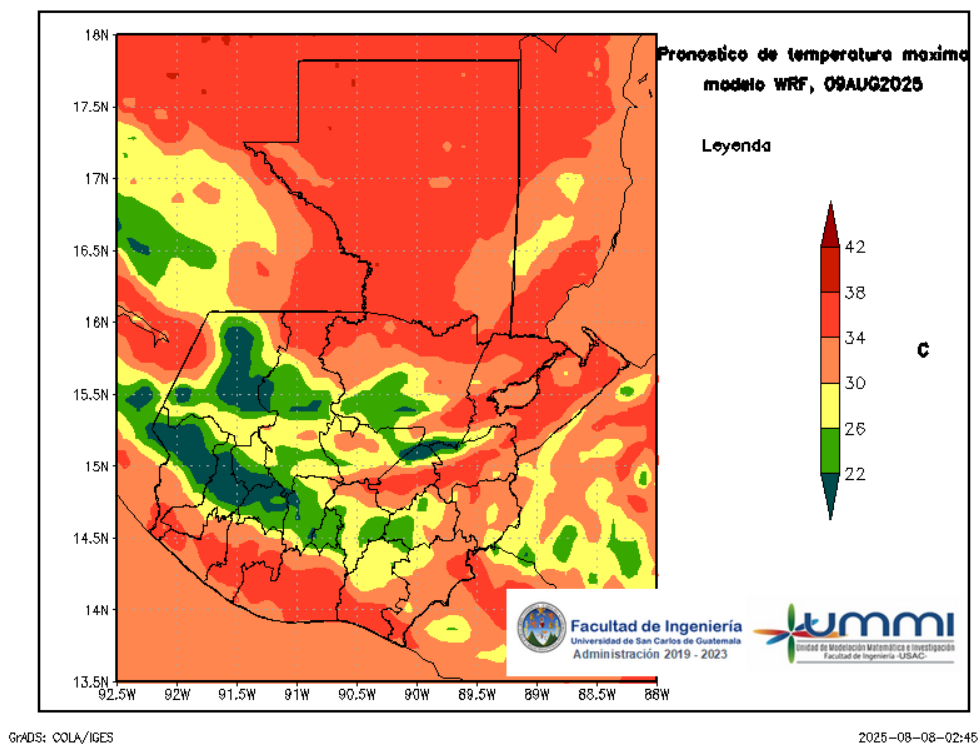 Pronostico de temperatura maxima
modelo WRF, 09AUG2025
Leyenda
18N
17.5N
17N
16.5N
16N
15.5N
15N
14.5N
14N
13.5N
92.5W 92W 91.5W 91W 90.5W 90W 89.5W 89W 88.5W 88W
42
38
34
30
26
22
C
Facultad de Ingeniería
Universidad de San Carlos de Guatemala
Administración 2019 - 2023
ummi
Unidad de Modelación Matemática e Investigación
Facultad de Ingeniería -USAC-
GrADS: COLA/IGES
2025-08-08-02:45